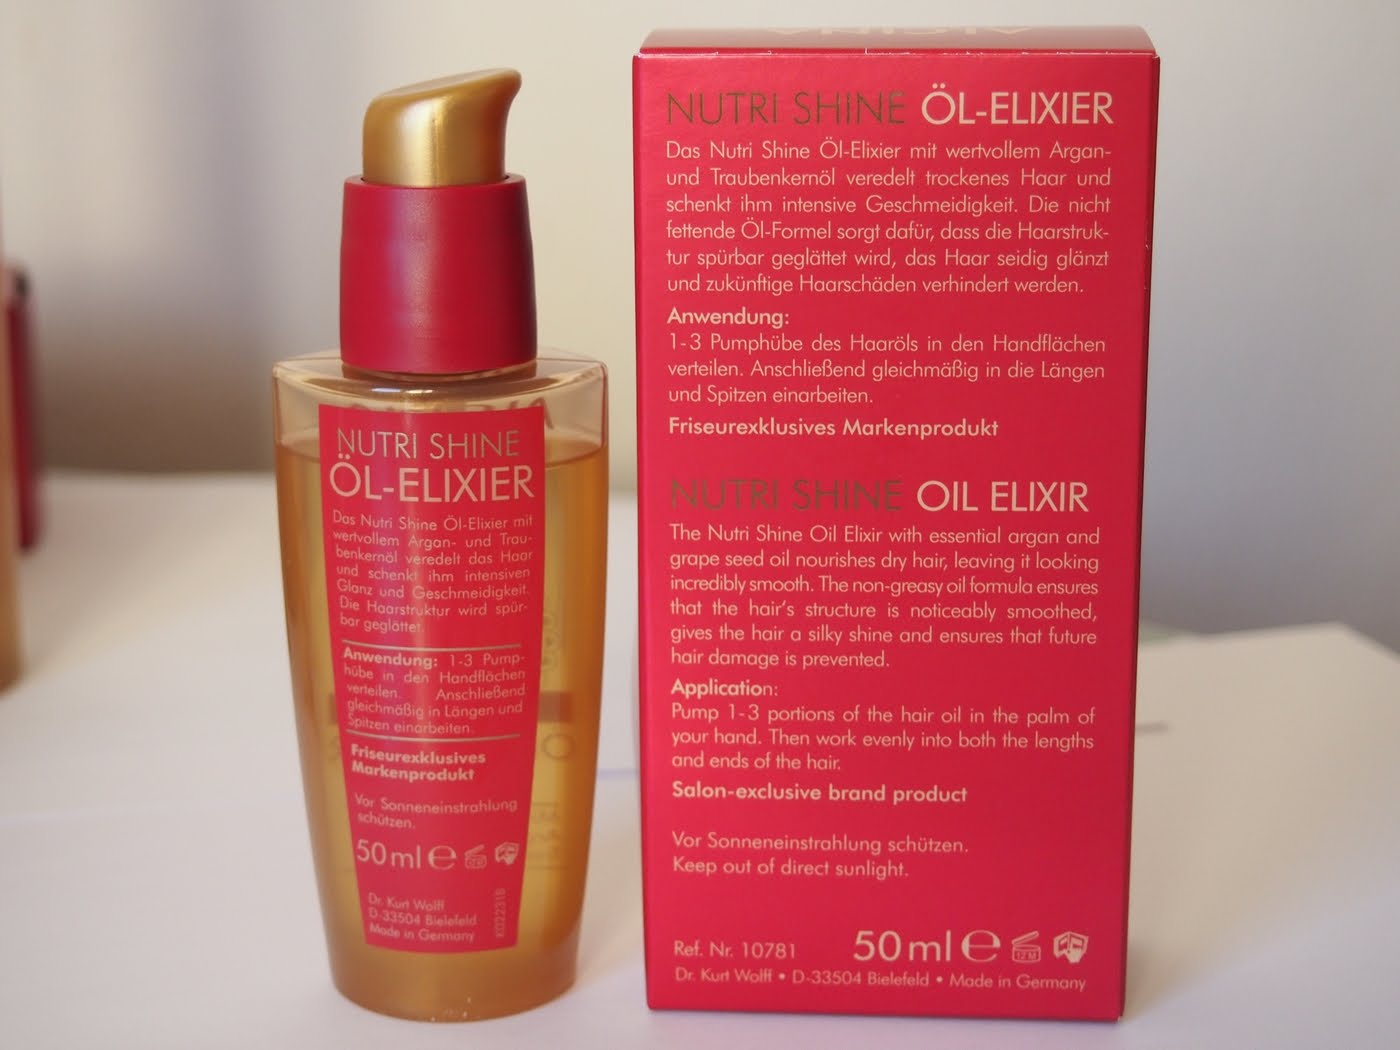 NUTRI SHINE
ÖL-ELIXIER
Das Nutri Shine Öl-Elixier mit
wertvollem Argan- und Trau-
benkernöl veredelt das Haar
und schenkt ihm intensiven
Glanz und Geschmeidigkeit.
Die Haarstruktur wird spür-
bar geglättet.
Anwendung: 1-3 Pump-
hübe in den Handflächen
verteilen. Anschließend
gleichmäßig in Längen und
Spitzen einarbeiten.
Friseurexklusives
Markenprodukt
Vor Sonneneinstrahlung
schützen.
50 ml e
Dr. Kurt Wolff
D-33504 Bielefeld
Made in Germany
K022318
ALCINA
NUTRI SHINE ÖL-ELIXIER
Das Nutri Shine Öl-Elixier mit wertvollem Argan-
und Traubenkernöl veredelt trockenes Haar und
schenkt ihm intensive Geschmeidigkeit. Die nicht
fettende Öl-Formel sorgt dafür, dass die Haarstruk-
tur spürbar geglättet wird, das Haar seidig glänzt
und zukünftige Haarschäden verhindert werden.
Anwendung:
1-3 Pumphübe des Haaröls in den Handflächen
verteilen. Anschließend gleichmäßig in die Längen
und Spitzen einarbeiten.
Friseurexklusives Markenprodukt
NUTRI SHINE OIL ELIXIR
The Nutri Shine Oil Elixir with essential argan and
grape seed oil nourishes dry hair, leaving it looking
incredibly smooth. The non-greasy oil formula ensures
that the hair's structure is noticeably smoothed,
gives the hair a silky shine and ensures that future
hair damage is prevented.
Application:
Pump 1-3 portions of the hair oil in the palm of
your hand. Then work evenly into both the lengths
and ends of the hair.
Salon-exclusive brand product
Vor Sonneneinstrahlung schützen.
Keep out of direct sunlight.
Ref. Nr. 10781 50 ml e 12 M
Dr. Kurt Wolff • D-33504 Bielefeld • Made in Germany